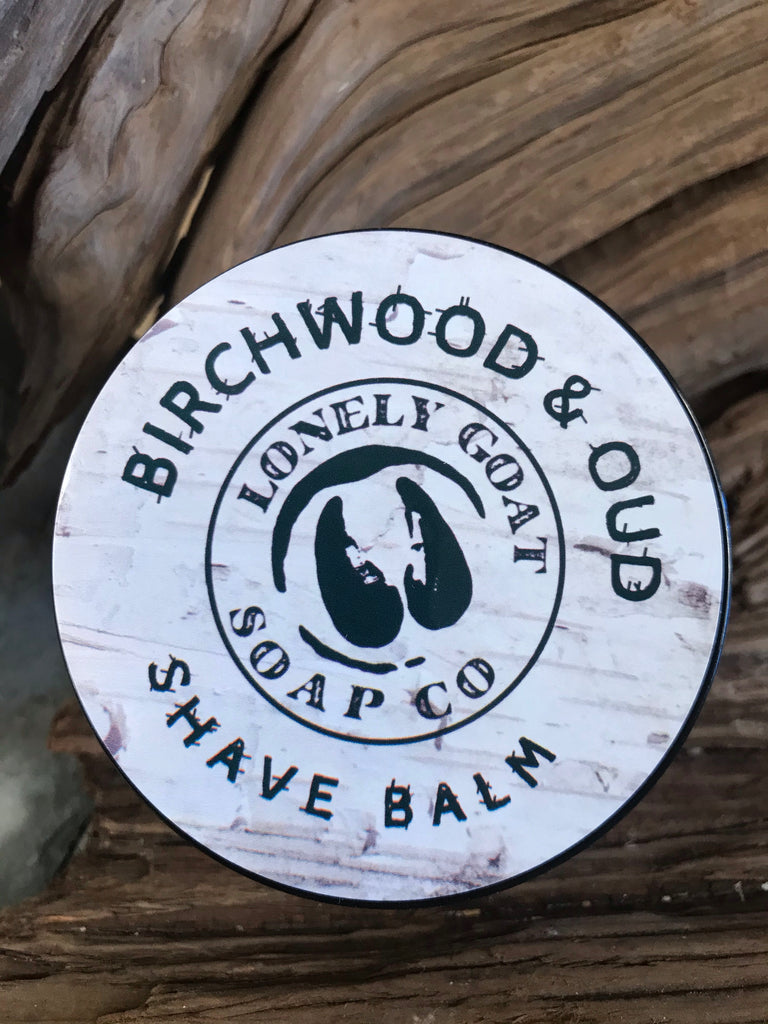 BIRCHWOOD & OUD
LONELY GOAT
SOAP CO
SHAVE BALM